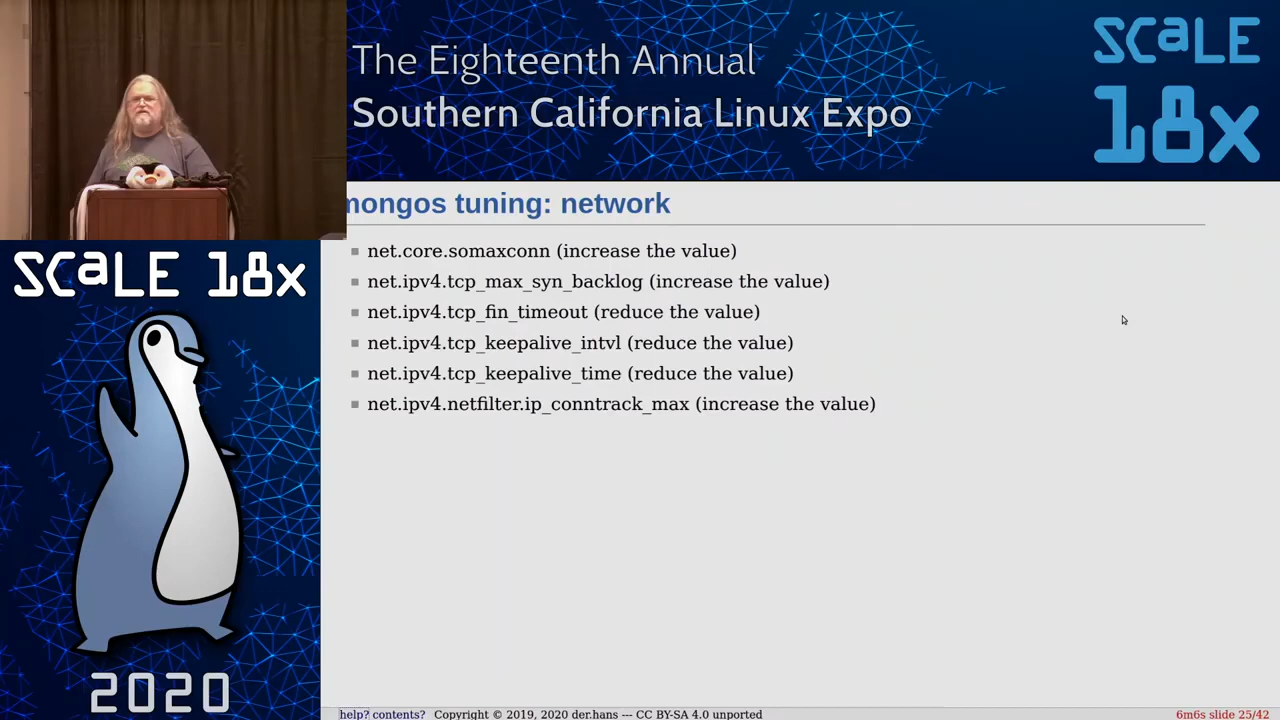 The Eighteenth Annual
Southern California Linux Expo
SCaLE
18x
mongos tuning: network
net.core.somaxconn (increase the value)
net.ipv4.tcp_max_syn_backlog (increase the value)
net.ipv4.tcp_fin_timeout (reduce the value)
net.ipv4.tcp_keepalive_intvl (reduce the value)
net.ipv4.tcp_keepalive_time (reduce the value)
net.ipv4.netfilter.ip_conntrack_max (increase the value)
SCaLE 18x
2020
help? contents? Copyright © 2019, 2020 der.hans --- CC BY-SA 4.0 unported
6m6s slide 25/42